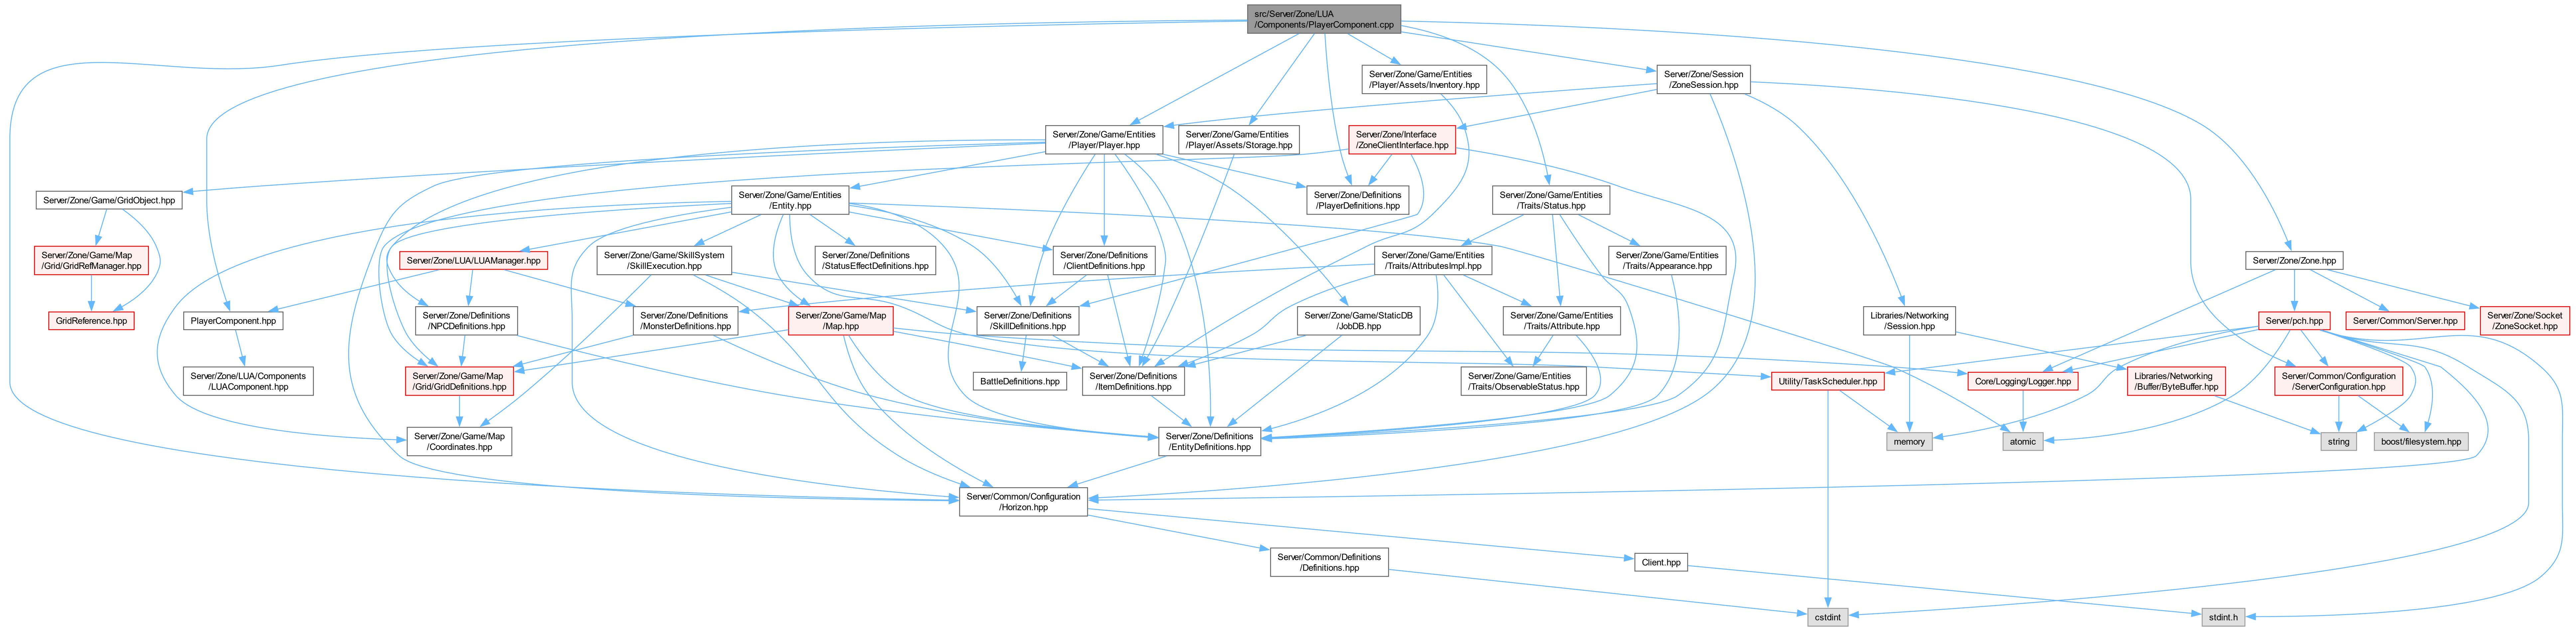 src/Server/Zone/LUA
/Components/PlayerComponent.cpp
Server/Zone/Game/Entities
/Player/Assets/Inventory.hpp
Server/Zone/Session
/ZoneSession.hpp
Server/Zone/Game/Entities
/Player/Player.hpp
Server/Zone/Game/Entities
/Player/Assets/Storage.hpp
Server/Zone/Interface
/ZoneClientInterface.hpp
Server/Zone/Game/GridObject.hpp
Server/Zone/Game/Entities
/Entity.hpp
Server/Zone/Definitions
/PlayerDefinitions.hpp
Server/Zone/Game/Entities
/Traits/Status.hpp
Server/Zone/Game/Map
/Grid/GridRefManager.hpp
Server/Zone/LUA/LUAManager.hpp
Server/Zone/Game/SkillSystem
/SkillExecution.hpp
Server/Zone/Definitions
/StatusEffectDefinitions.hpp
Server/Zone/Definitions
/ClientDefinitions.hpp
Server/Zone/Game/Entities
/Traits/AttributesImpl.hpp
Server/Zone/Game/Entities
/Traits/Appearance.hpp
Server/Zone/Zone.hpp
GridReference.hpp
PlayerComponent.hpp
Server/Zone/Definitions
/NPCDefinitions.hpp
Server/Zone/Definitions
/MonsterDefinitions.hpp
Server/Zone/Game/Map
/Map.hpp
Server/Zone/Definitions
/SkillDefinitions.hpp
Server/Zone/Game/StaticDB
/JobDB.hpp
Server/Zone/Game/Entities
/Traits/Attribute.hpp
Libraries/Networking
/Session.hpp
Server/pch.hpp
Server/Common/Server.hpp
Server/Zone/Socket
/ZoneSocket.hpp
Server/Zone/LUA/Components
/LUAComponent.hpp
Server/Zone/Game/Map
/Grid/GridDefinitions.hpp
BattleDefinitions.hpp
Server/Zone/Definitions
/ItemDefinitions.hpp
Server/Zone/Game/Entities
/Traits/ObservableStatus.hpp
Utility/TaskScheduler.hpp
Core/Logging/Logger.hpp
Libraries/Networking
/Buffer/ByteBuffer.hpp
Server/Common/Configuration
/ServerConfiguration.hpp
Server/Zone/Game/Map
/Coordinates.hpp
Server/Zone/Definitions
/EntityDefinitions.hpp
memory
atomic
string
boost/filesystem.hpp
Server/Common/Configuration
/Horizon.hpp
Server/Common/Definitions
/Definitions.hpp
Client.hpp
cstdint
stdint.h